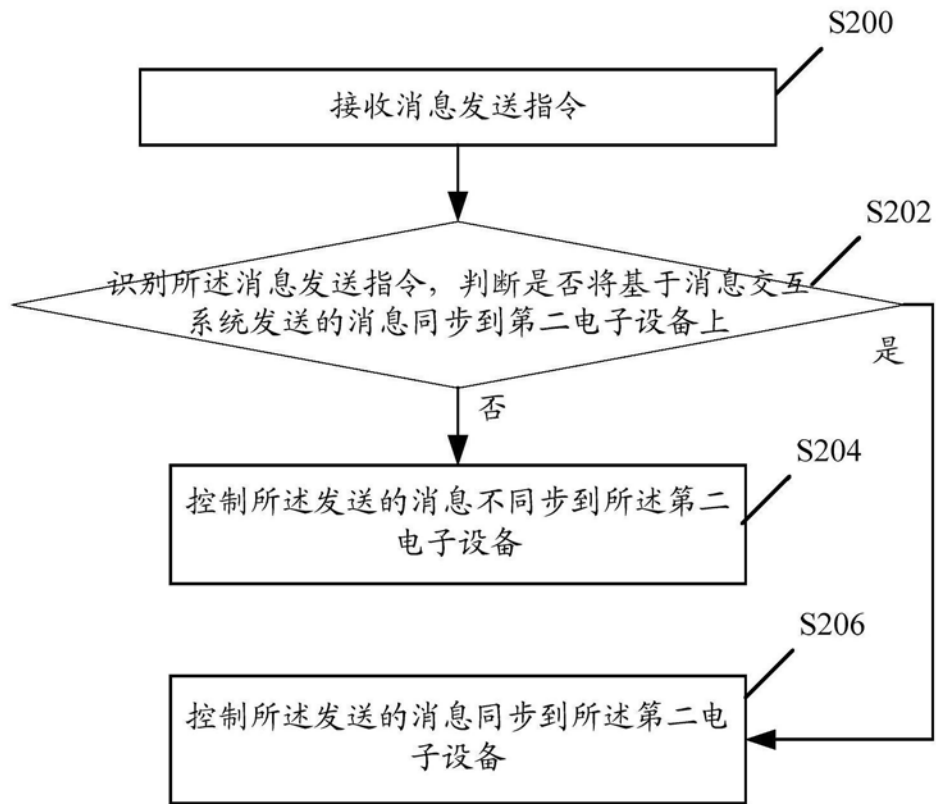 S200
接收消息发送指令
S202
识别所述消息发送指令，判断是否将基于消息交互
系统发送的消息同步到第二电子设备上
是
否
S204
控制所述发送的消息不同步到所述第二
电子设备
S206
控制所述发送的消息同步到所述第二电
子设备